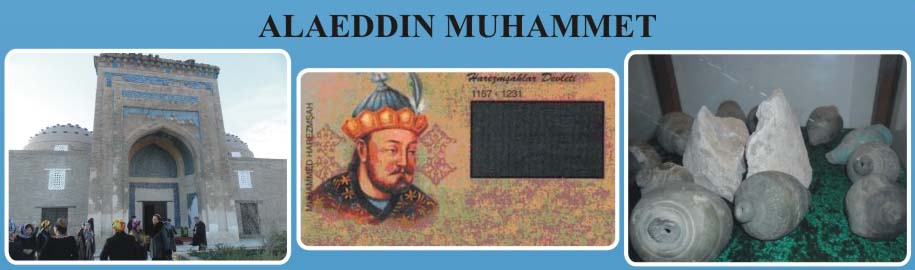 ALAEDDIN MUHAMMET
Harezmşahlar Devleti
1157 - 1231
MUHAMMED HAREZMŞAH